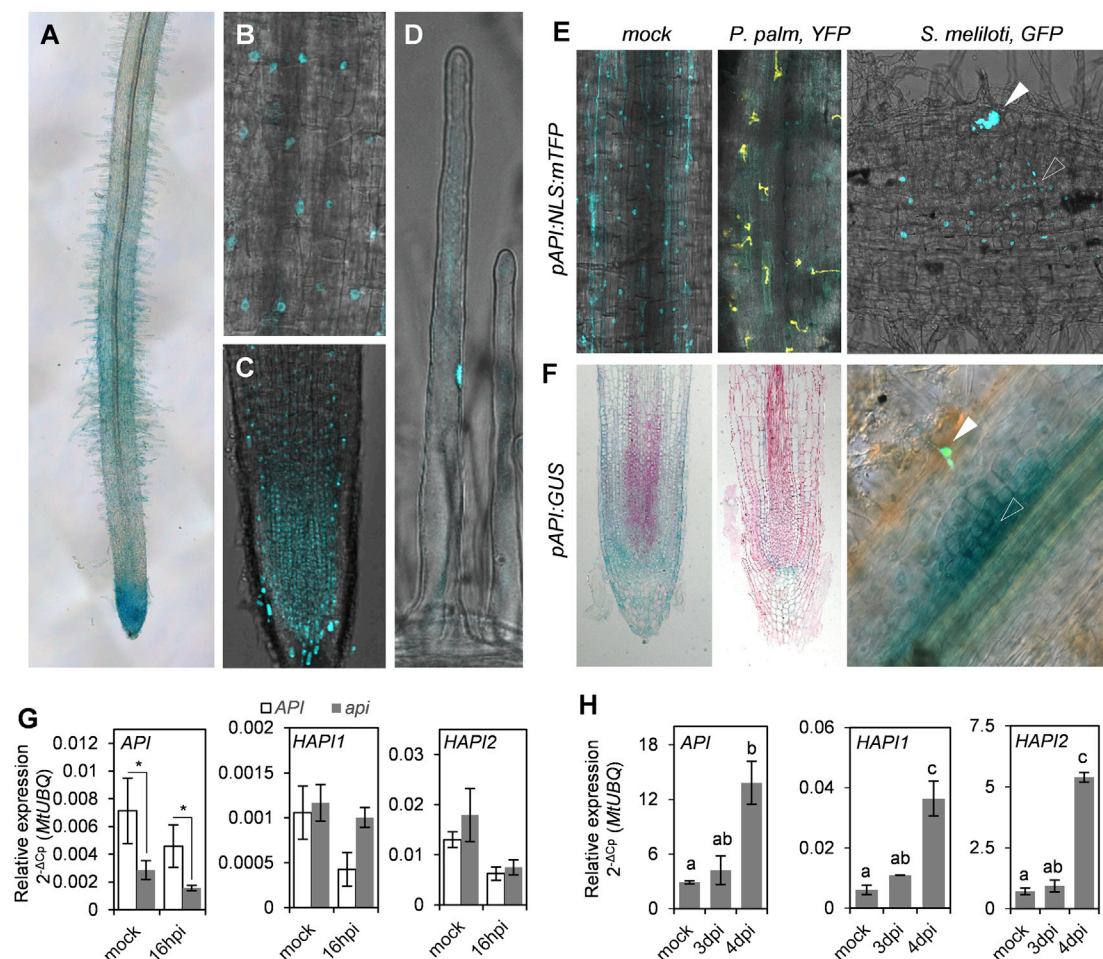 A
B
C
D
E
mock
P. palm, YFP
S. meliloti, GFP
pAPI:NLS:mTFP
F
pAPI:GUS
G
API
api
Relative expression
2-ΔCp (MtUBQ)
API
0.012
0.01
0.008
0.006
0.004
0.002
0
*
*
mock
16hpi
HAPI1
0.002
0.0015
0.001
0.0005
0
mock
16hpi
HAPI2
0.03
0.02
0.01
0
mock
16hpi
H
Relative expression
2-ΔCp (MtUBQ)
API
18
15
12
9
6
3
0
a
ab
b
mock
3dpi
4dpi
HAPI1
0.06
0.04
0.02
0
a
ab
c
mock
3dpi
4dpi
HAPI2
7.5
5
2.5
0
a
ab
c
mock
3dpi
4dpi